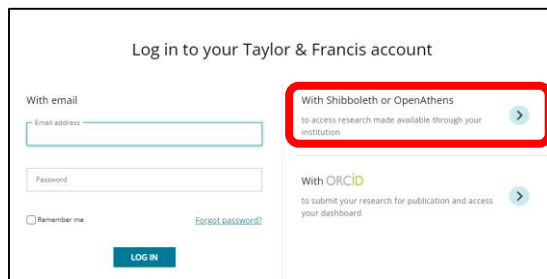 Log in to your Taylor & Francis account
With email
Email address
Password
Remember me
Forgot password?
LOG IN
With Shibboleth or OpenAthens
to access research made available through your
institution
With ORCiD
to submit your research for publication and access
your dashboard